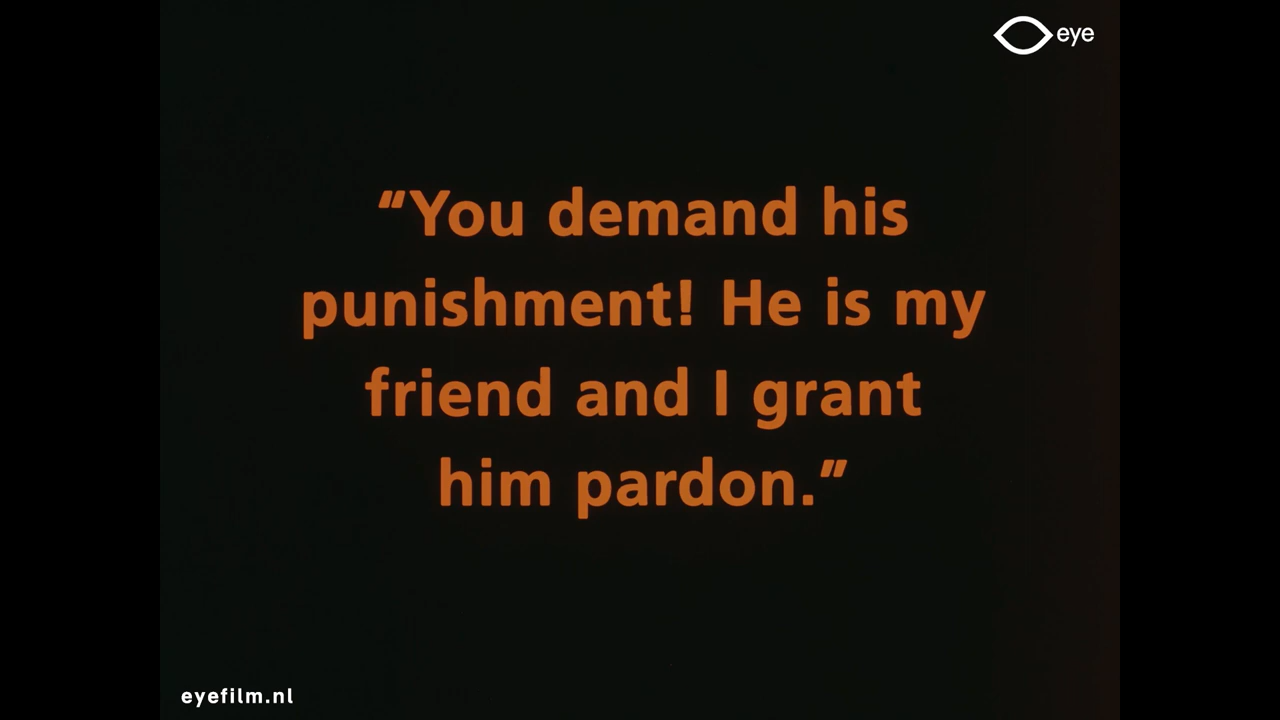 eye
“You demand his
punishment! He is my
friend and I grant
him pardon.”
eyefilm.nl